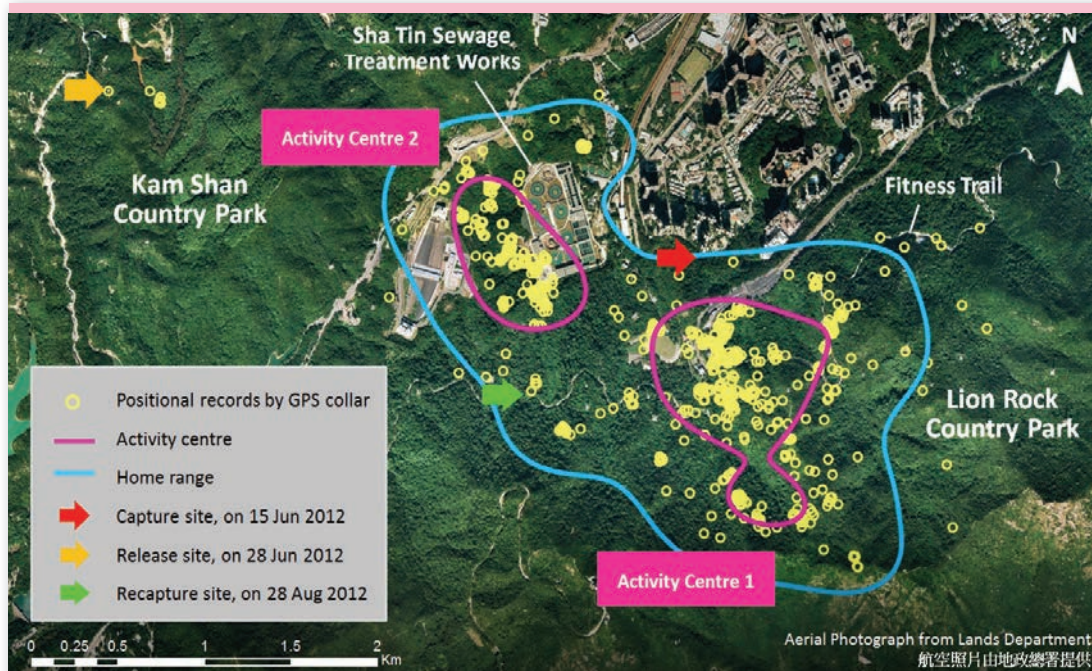 Sha Tin Sewage
Treatment Works
N
Activity Centre 2
Kam Shan
Country Park
Fitness Trail
Lion Rock
Country Park
Positional records by GPS collar
Activity centre
Home range
Capture site, on 15 Jun 2012
Release site, on 28 Jun 2012
Recapture site, on 28 Aug 2012
Activity Centre 1
0 0.25 0.5 1 1.5 2
Km
Aerial Photograph from Lands Department
航空照片由地政總署提供